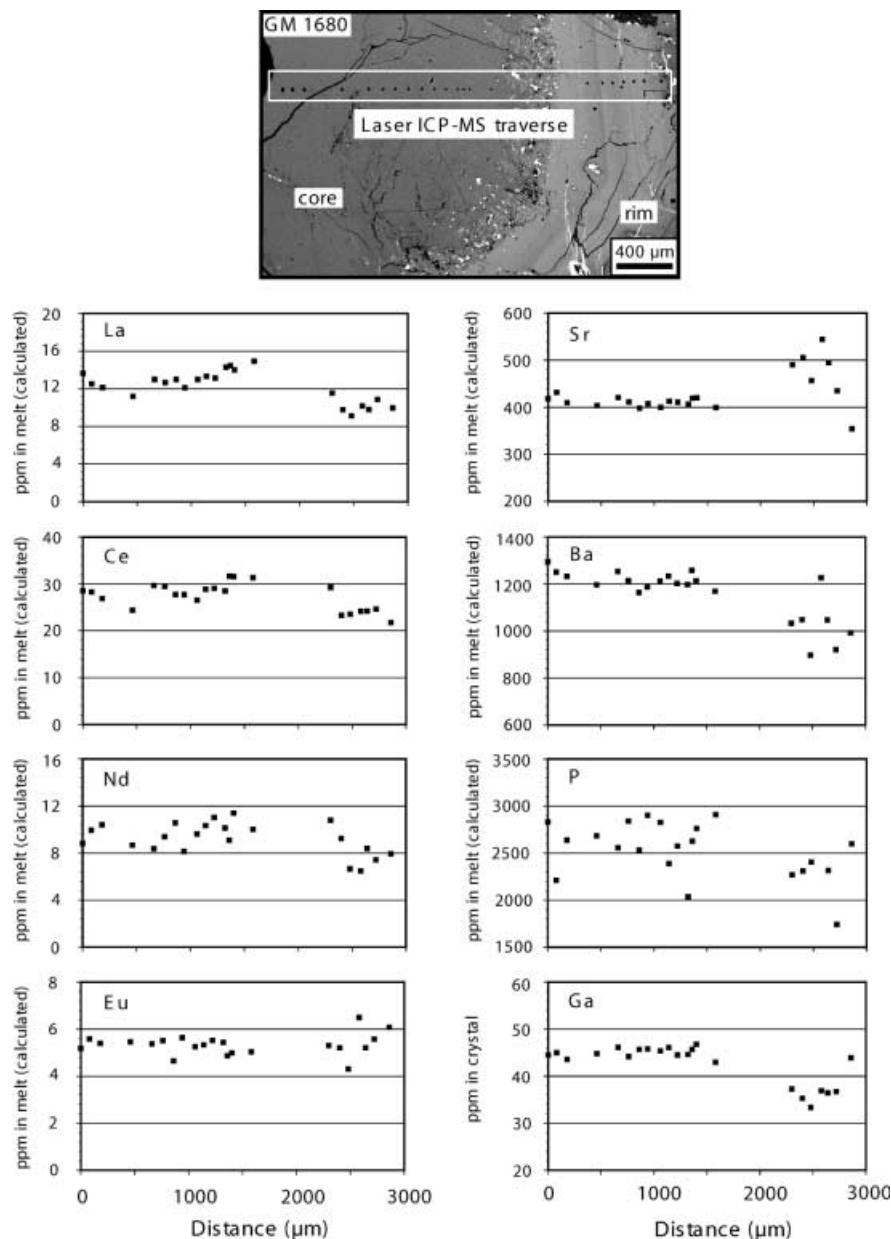 GM 1680
Laser ICP-MS traverse
core
rim
400 µm
ppm in melt (calculated)
20
16
12
8
4
0
La
ppm in melt (calculated)
600
500
400
300
200
Sr
ppm in melt (calculated)
40
30
20
10
0
Ce
ppm in melt (calculated)
1400
1200
1000
800
600
Ba
ppm in melt (calculated)
16
12
8
4
0
Nd
ppm in melt (calculated)
3500
3000
2500
2000
1500
P
ppm in melt (calculated)
8
6
4
2
0
Eu
0 1000 2000 3000
Distance (µm)
ppm in crystal
60
50
40
30
20
Ga
0 1000 2000 3000
Distance (µm)